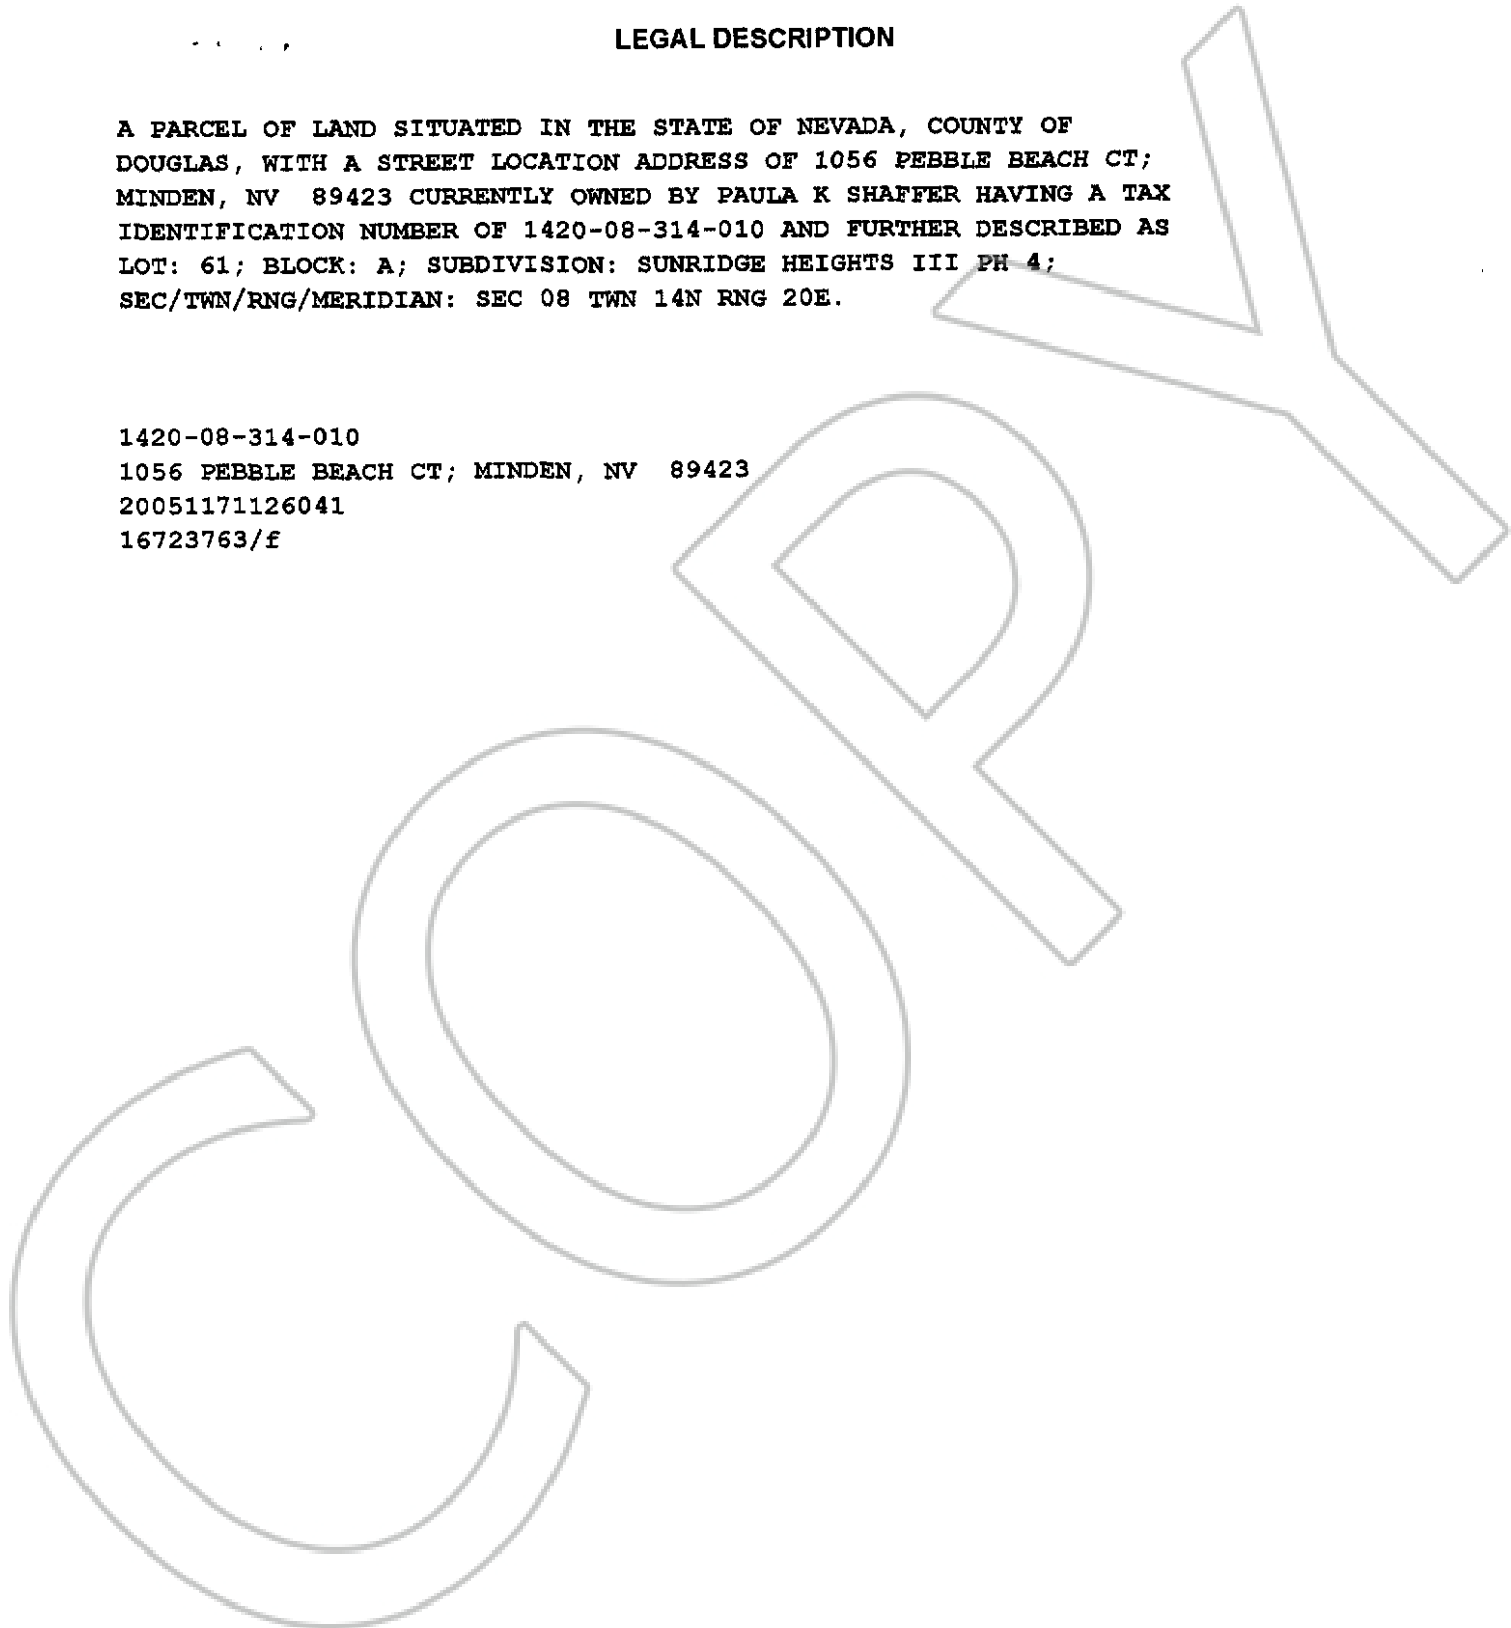 LEGAL DESCRIPTION
A PARCEL OF LAND SITUATED IN THE STATE OF NEVADA, COUNTY OF
DOUGLAS, WITH A STREET LOCATION ADDRESS OF 1056 PEBBLE BEACH CT;
MINDEN, NV  89423 CURRENTLY OWNED BY PAULA K SHAFFER HAVING A TAX
IDENTIFICATION NUMBER OF 1420-08-314-010 AND FURTHER DESCRIBED AS
LOT: 61; BLOCK: A; SUBDIVISION: SUNRIDGE HEIGHTS III PH 4;
SEC/TWN/RNG/MERIDIAN: SEC 08 TWN 14N RNG 20E.
1420-08-314-010
1056 PEBBLE BEACH CT; MINDEN, NV  89423
20051171126041
16723763/f
COPY